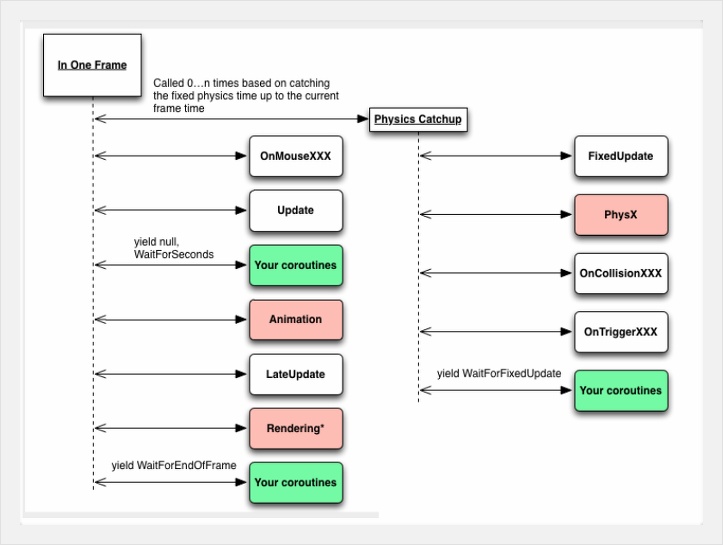 In One Frame
Called 0...n times based on catching
the fixed physics time up to the current
frame time
Physics Catchup
OnMouseXXX
Update
yield null,
WaitForSeconds
Your coroutines
Animation
LateUpdate
Rendering*
yield WaitForEndOfFrame
Your coroutines
FixedUpdate
PhysX
OnCollisionXXX
OnTriggerXXX
yield WaitForFixedUpdate
Your coroutines